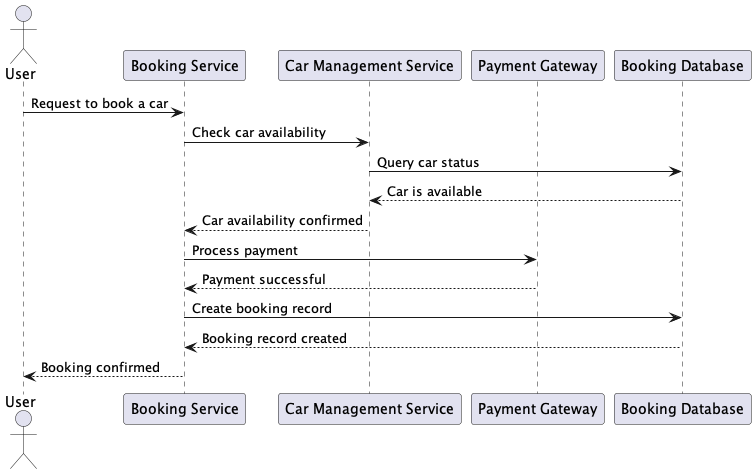 User
Booking Service
Car Management Service
Payment Gateway
Booking Database
Request to book a car
Check car availability
Query car status
Car is available
Car availability confirmed
Process payment
Payment successful
Create booking record
Booking record created
Booking confirmed
User
Booking Service
Car Management Service
Payment Gateway
Booking Database